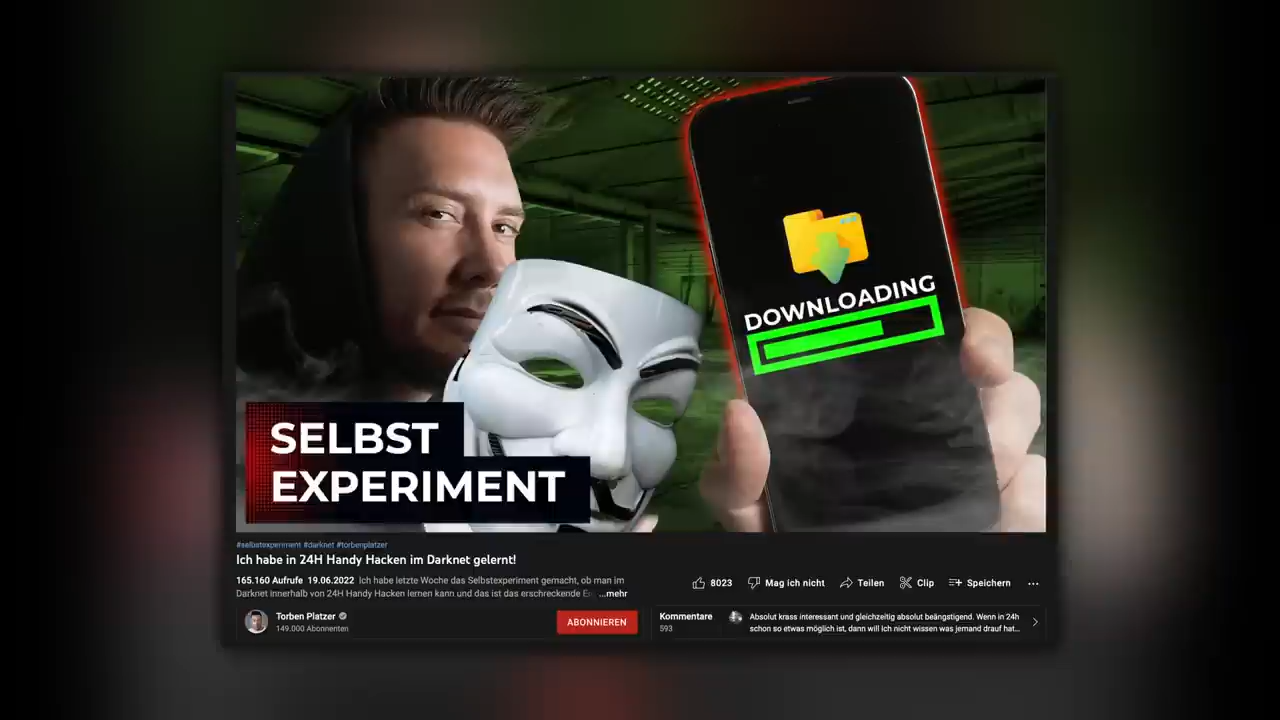 DOWNLOADING
SELBST
EXPERIMENT
#selbstexperiment #darknet #torbenplatzer
Ich habe in 24H Handy Hacken im Darknet gelernt!
165.160 Aufrufe 19.06.2022 Ich habe letzte Woche das Selbstexperiment gemacht, ob man im
Darknet innerhalb von 24H Handy Hacken lernen kann und das ist das erschreckende ...mehr
8023 Mag ich nicht Teilen Clip Speichern
Torben Platzer
149.000 Abonnenten
ABONNIEREN
Kommentare
593
Absolut krass interessant und gleichzeitig absolut beängstigend. Wenn in 24h
schon so etwas möglich ist, dann will Ich nicht wissen was jemand drauf hat...